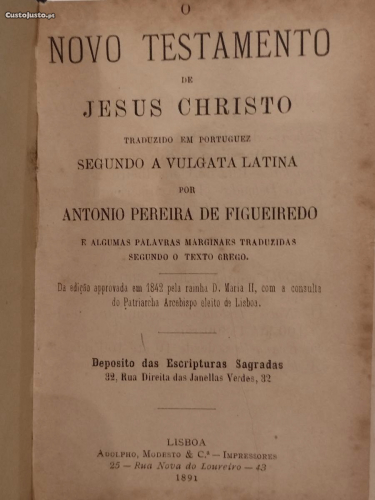 CustoJusto.pt
O
NOVO TESTAMENTO
DE
JESUS CHRISTO
TRADUZIDO EM PORTUGUEZ
SEGUNDO A VULGATA LATINA
POR
ANTONIO PEREIRA DE FIGUEIREDO
E ALGUMAS PALAVRAS MARGINAES TRADUZIDAS
SEGUNDO O TEXTO GREGO.
Da edição approvada em 1842 pela rainha D. Maria II, com a consulta
do Patriarcha Arcebispo eleito de Lisboa.
Deposito das Escripturas Sagradas
32, Rua Direita das Janellas Verdes, 32
LISBOA
ADOLPHO, MODESTO & C.ª — IMPRESSORES
25 — Rua Nova do Loureiro — 43
1891